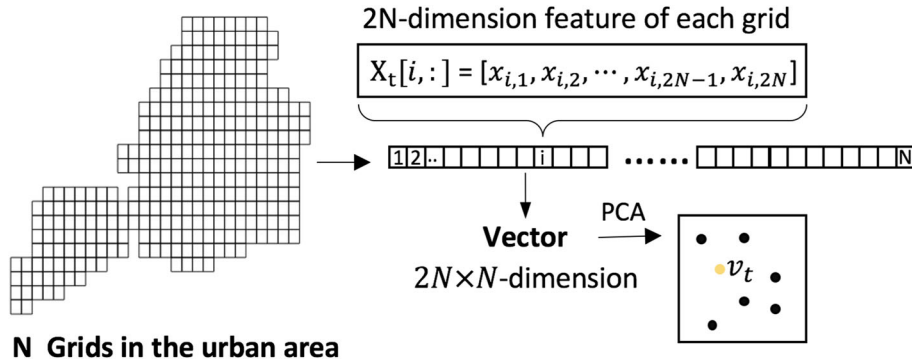 2N-dimension feature of each grid
X_t[i, :] = [x_{i,1}, x_{i,2}, ⋯, x_{i,2N−1}, x_{i,2N}]
1 2 .. i ...... N
PCA
Vector
2N×N-dimension
v_t
N Grids in the urban area